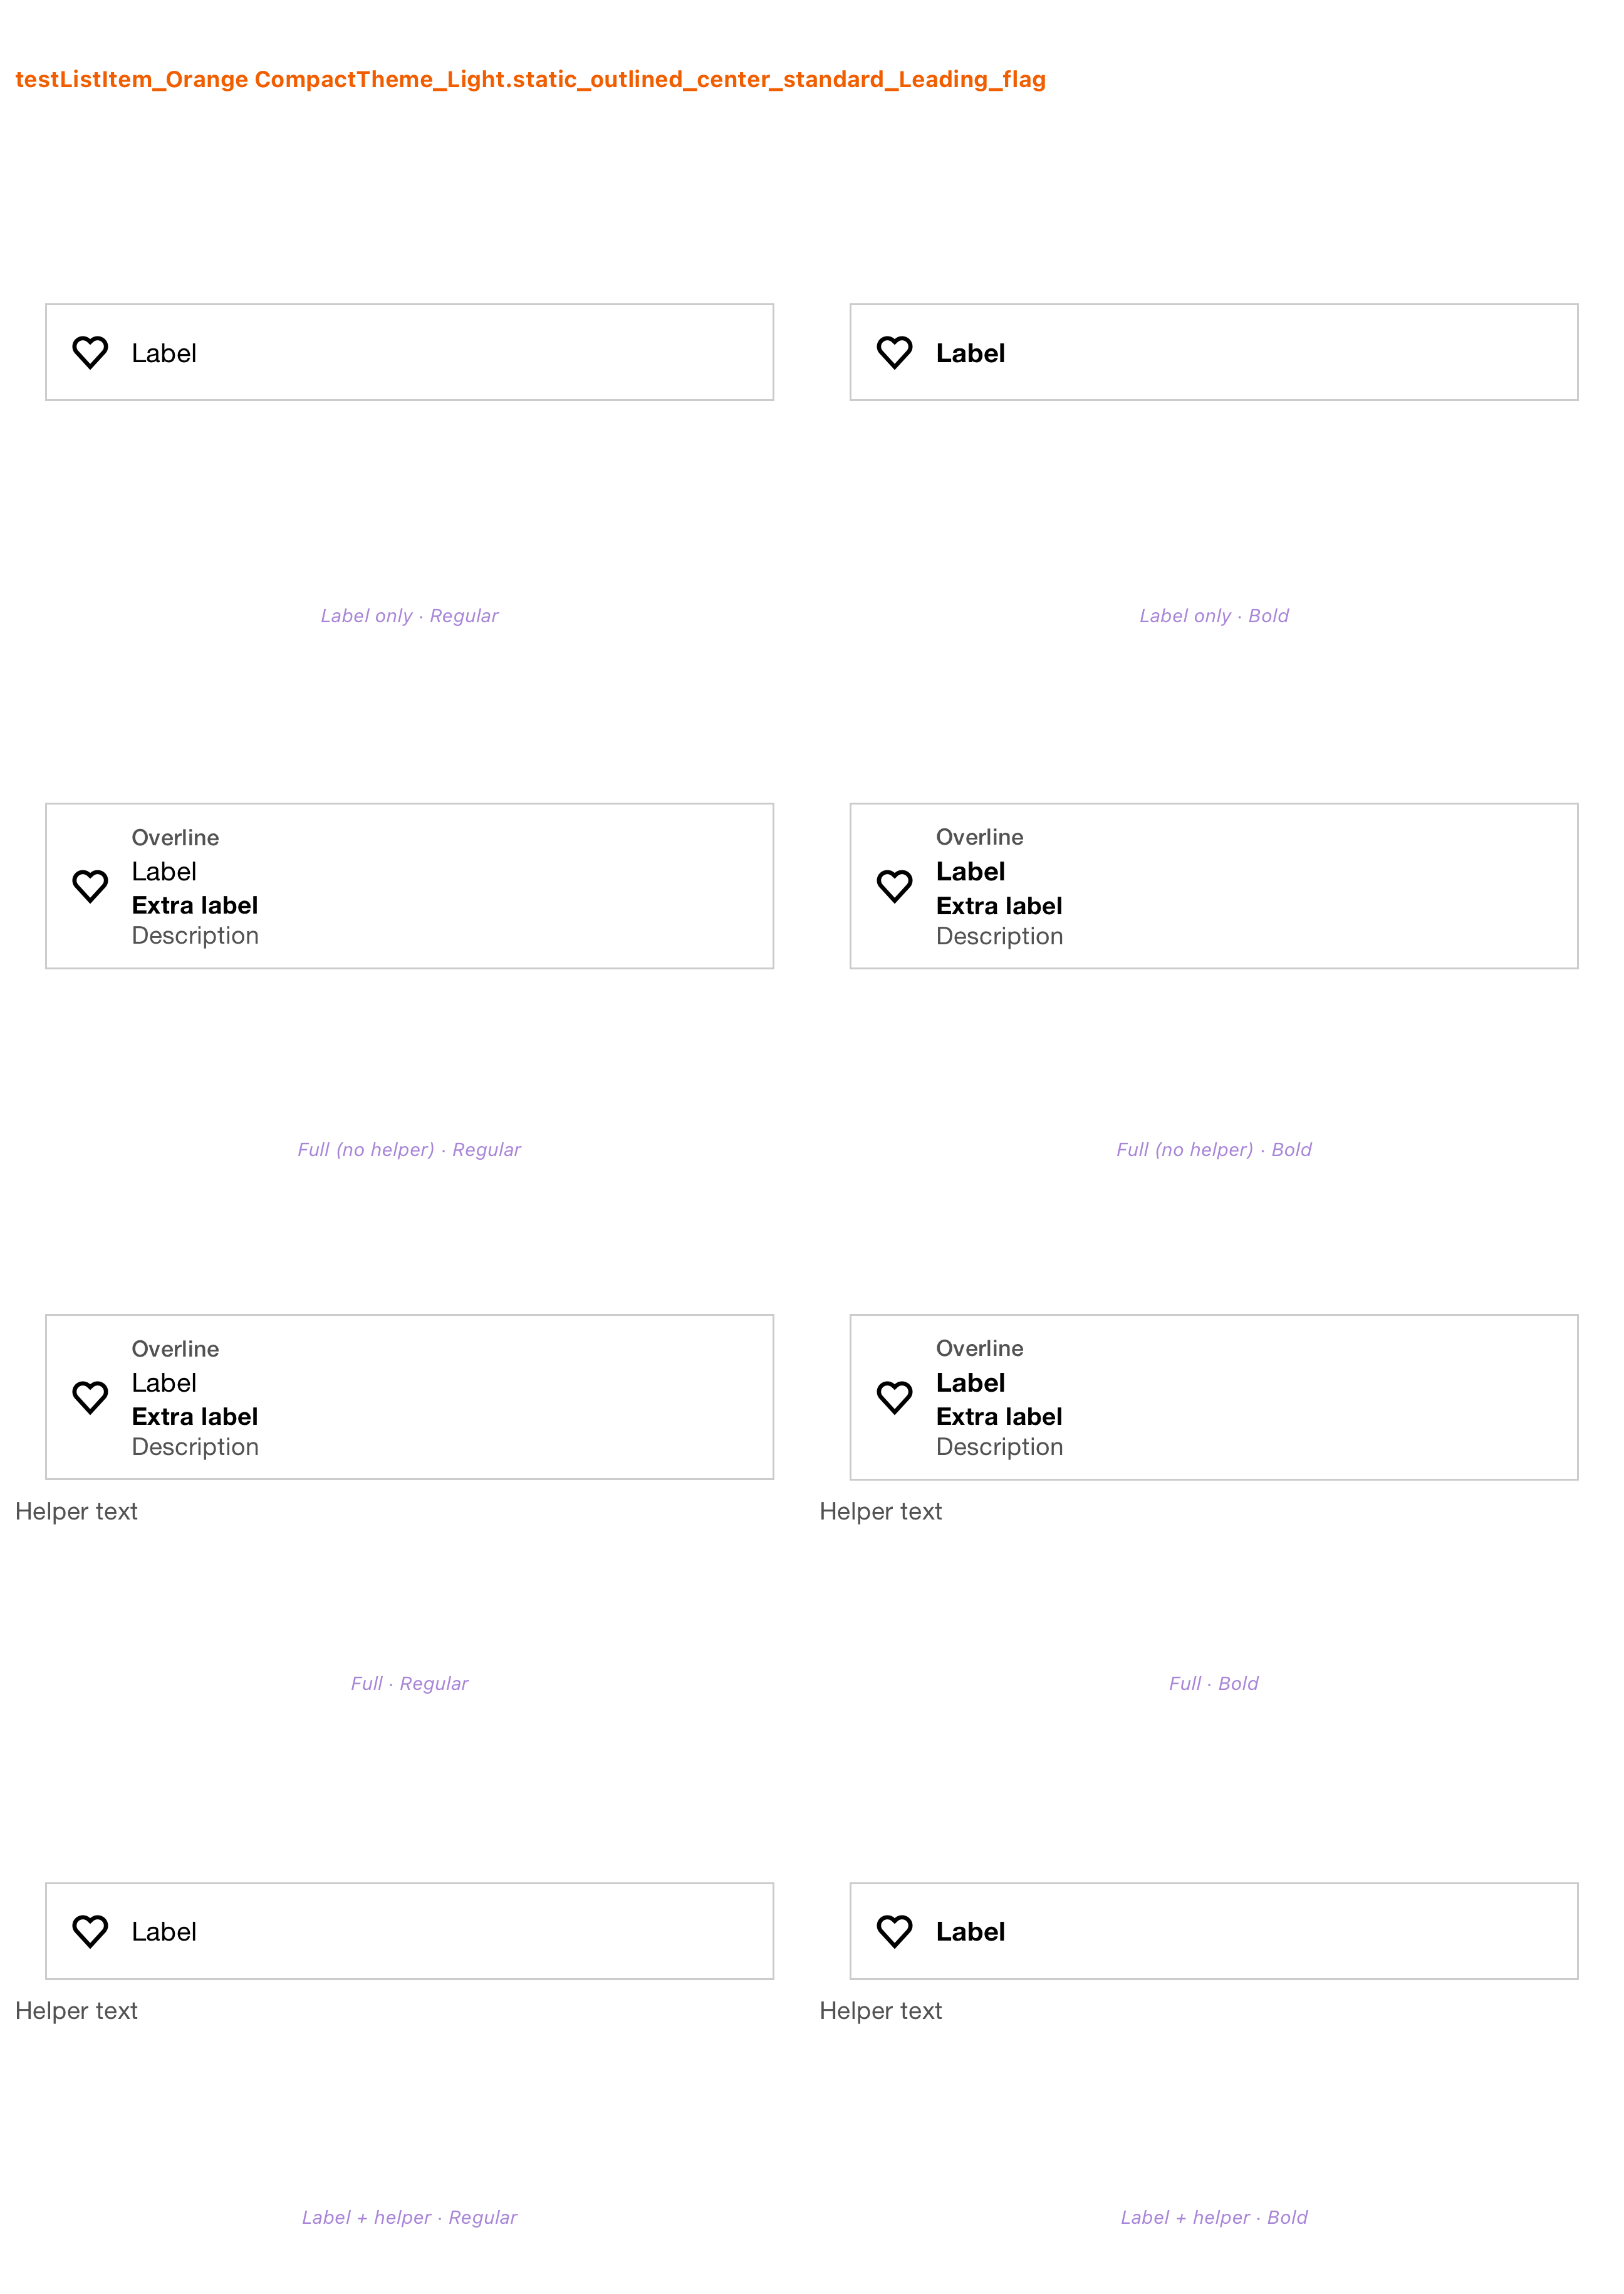 testListItem_Orange CompactTheme_Light.static_outlined_center_standard_Leading_flag
Label
Label
Label only · Regular
Label only · Bold
Overline
Label
Extra label
Description
Overline
Label
Extra label
Description
Full (no helper) · Regular
Full (no helper) · Bold
Overline
Label
Extra label
Description
Helper text
Overline
Label
Extra label
Description
Helper text
Full · Regular
Full · Bold
Label
Helper text
Label
Helper text
Label + helper · Regular
Label + helper · Bold